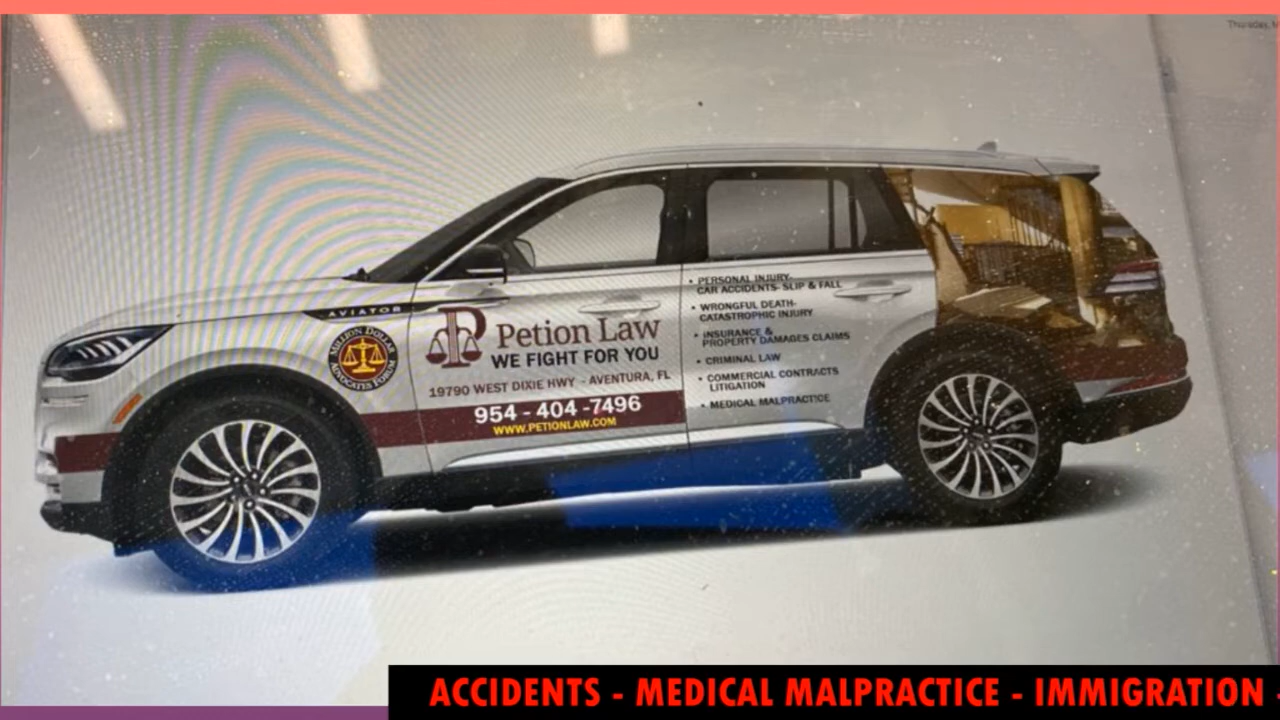 Thursday,
AVIATOR
MILLION DOLLAR
ADVOCATES FORUM
Petion Law
WE FIGHT FOR YOU
19790 WEST DIXIE HWY - AVENTURA, FL
954 - 404 -7496
WWW.PETIONLAW.COM
• PERSONAL INJURY-
CAR ACCIDENTS- SLIP & FALL
• WRONGFUL DEATH-
CATASTROPHIC INJURY
• INSURANCE &
PROPERTY DAMAGES CLAIMS
• CRIMINAL LAW
• COMMERCIAL CONTRACTS
LITIGATION
• MEDICAL MALPRACTICE
ACCIDENTS - MEDICAL MALPRACTICE - IMMIGRATION -